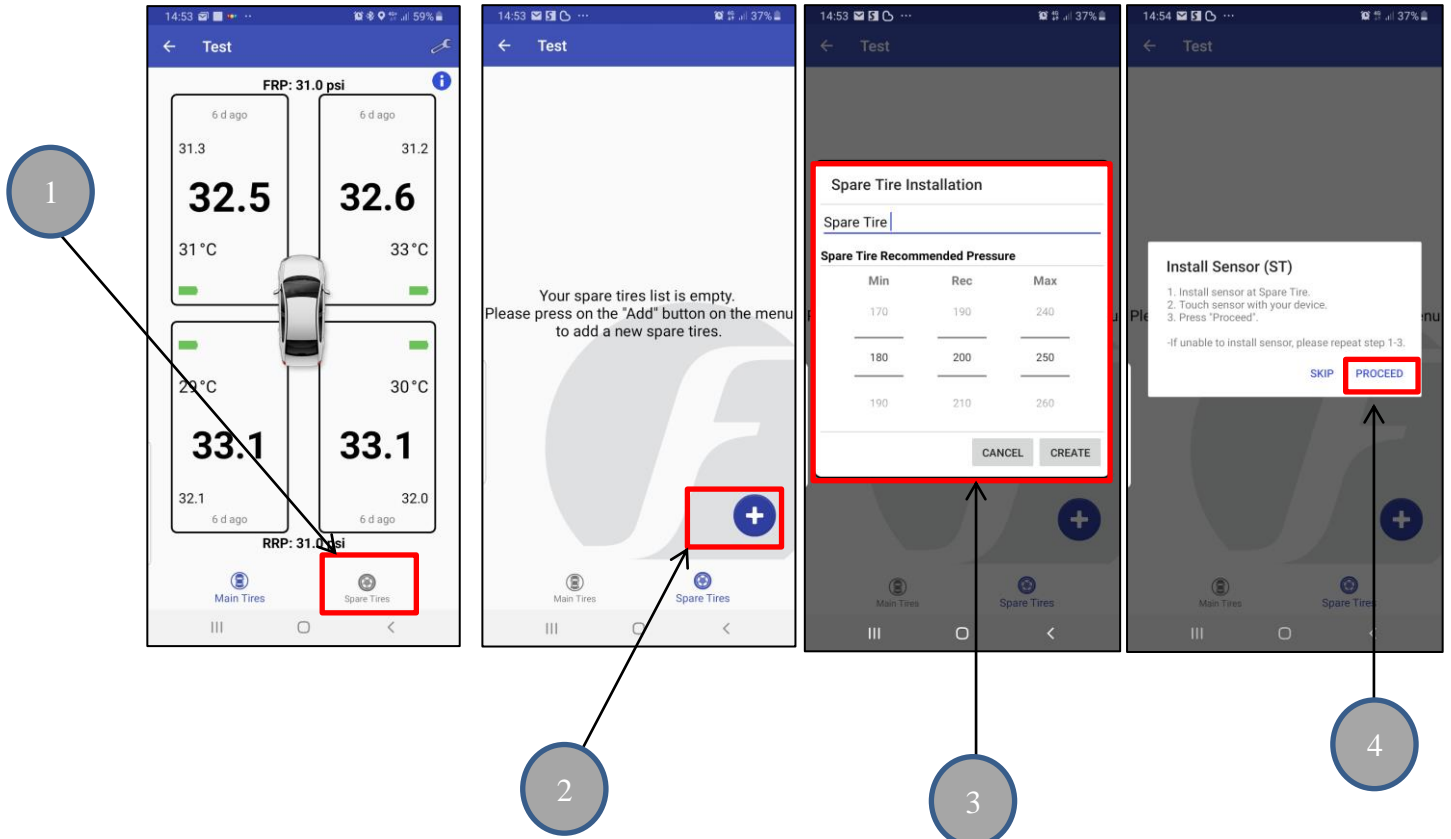 14:53 59%
Test
FRP: 31.0 psi
6 d ago 6 d ago
31.3 31.2
32.5 32.6
31 °C 33 °C
29 °C 30 °C
33.1 33.1
32.1 32.0
6 d ago 6 d ago
RRP: 31.0 psi
Main Tires Spare Tires
1
14:53 37%
Test
Your spare tires list is empty.
Please press on the "Add" button on the menu
to add a new spare tires.
+
Main Tires Spare Tires
2
14:53 37%
Test
Spare Tire Installation
Spare Tire
Spare Tire Recommended Pressure
Min Rec Max
170 190 240
180 200 250
190 210 260
CANCEL CREATE
+
Main Tires Spare Tires
3
14:54 37%
Test
Install Sensor (ST)
1. Install sensor at Spare Tire.
2. Touch sensor with your device.
3. Press "Proceed".
-If unable to install sensor, please repeat step 1-3.
SKIP PROCEED
+
Main Tires Spare Tires
4